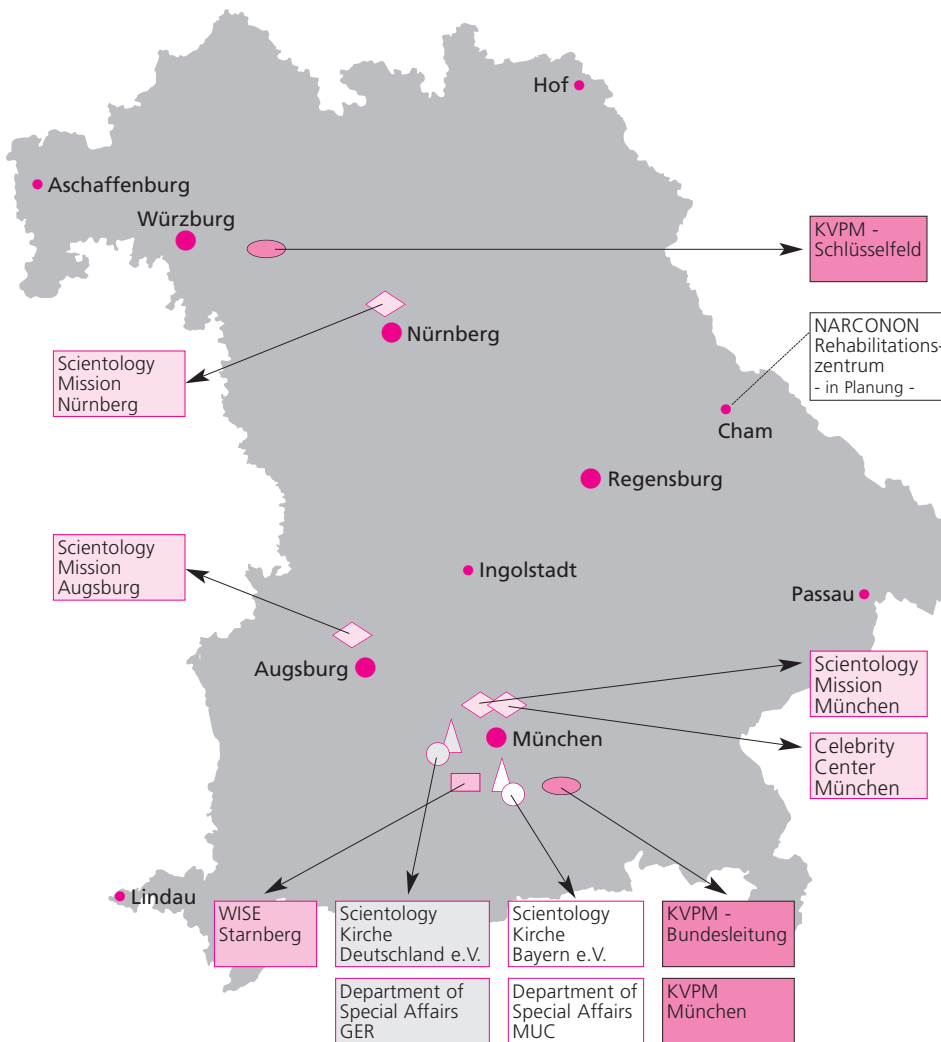 Hof
Aschaffenburg
Würzburg
KVPM -
Schlüsselfeld
Nürnberg
NARCONON
Rehabilitations-
zentrum
- in Planung -
Scientology
Mission
Nürnberg
Cham
Regensburg
Scientology
Mission
Augsburg
Ingolstadt
Passau
Augsburg
Scientology
Mission
München
München
Celebrity
Center
München
Lindau
WISE
Starnberg
Scientology
Kirche
Deutschland e.V.
Scientology
Kirche
Bayern e.V.
KVPM -
Bundesleitung
Department of
Special Affairs
GER
Department of
Special Affairs
MUC
KVPM
München